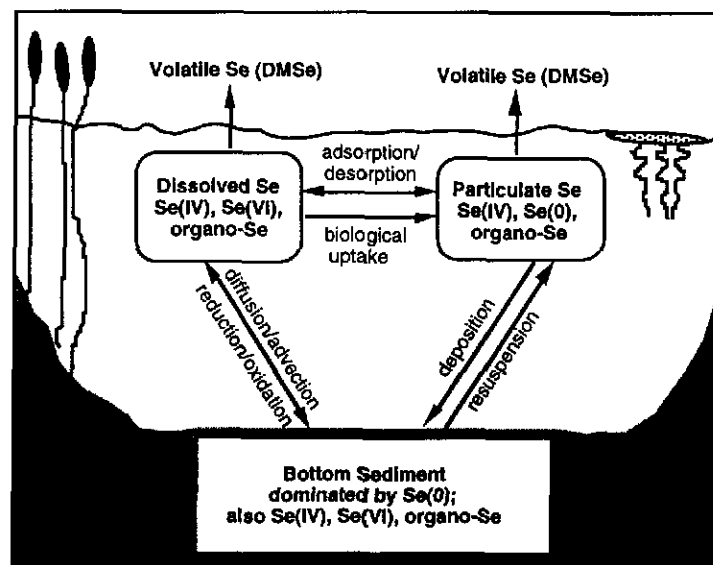 Volatile Se (DMSe)
Volatile Se (DMSe)
adsorption/
desorption
Dissolved Se
Se(IV), Se(VI),
organo-Se
Particulate Se
Se(IV), Se(0),
organo-Se
biological
uptake
diffusion/advection
reduction/oxidation
deposition
resuspension
Bottom Sediment
dominated by Se(0);
also Se(IV), Se(VI), organo-Se